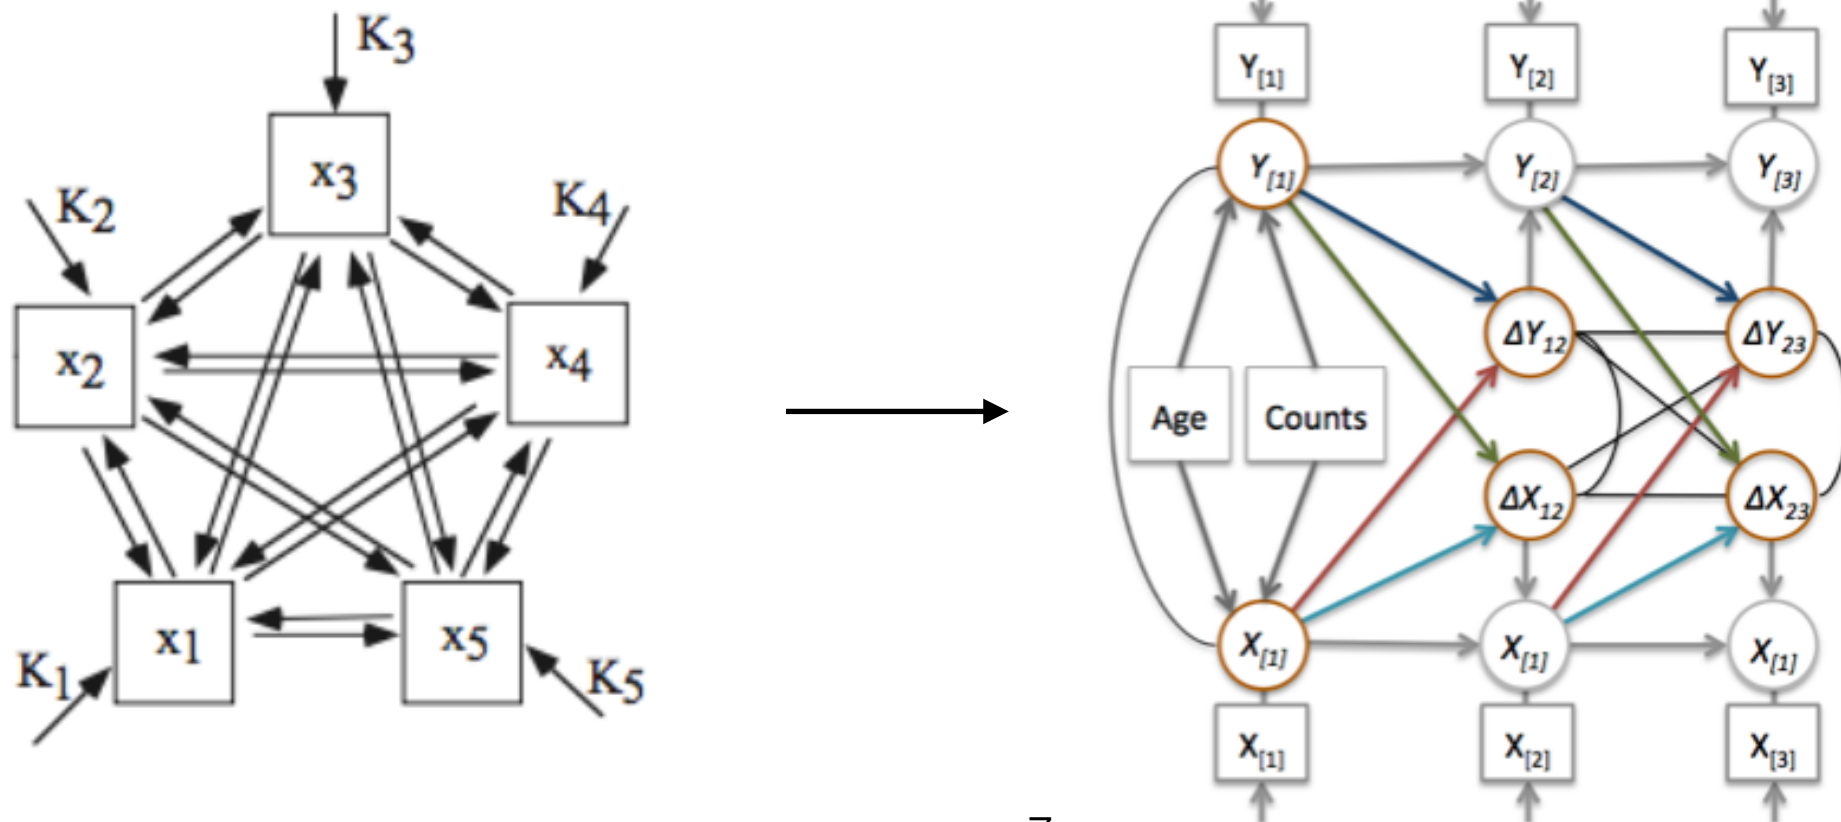 K3
x3
K2
K4
x2
x4
x1
x5
K1
K5
Y[1]
Y[2]
Y[3]
Y[1]
Y[2]
Y[3]
ΔY12
ΔY23
Age
Counts
ΔX12
ΔX23
X[1]
X[1]
X[1]
X[1]
X[2]
X[3]